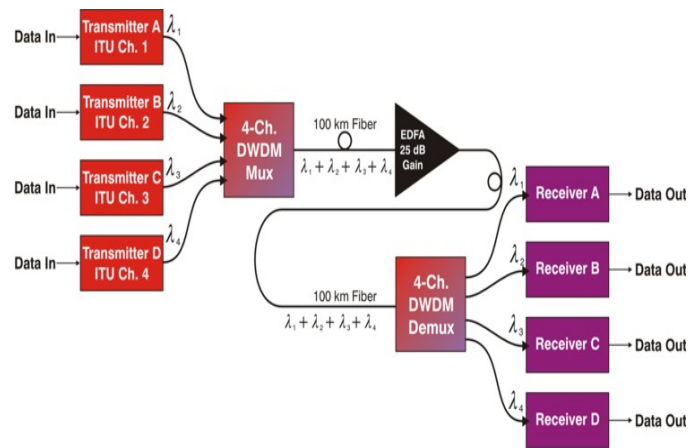 Data In
Transmitter A
ITU Ch. 1
λ₁
Data In
Transmitter B
ITU Ch. 2
λ₂
Data In
Transmitter C
ITU Ch. 3
λ₃
Data In
Transmitter D
ITU Ch. 4
λ₄
4-Ch.
DWDM
Mux
100 km Fiber
λ₁ + λ₂ + λ₃ + λ₄
EDFA
25 dB
Gain
100 km Fiber
λ₁ + λ₂ + λ₃ + λ₄
4-Ch.
DWDM
Demux
λ₁
Receiver A
Data Out
λ₂
Receiver B
Data Out
λ₃
Receiver C
Data Out
λ₄
Receiver D
Data Out